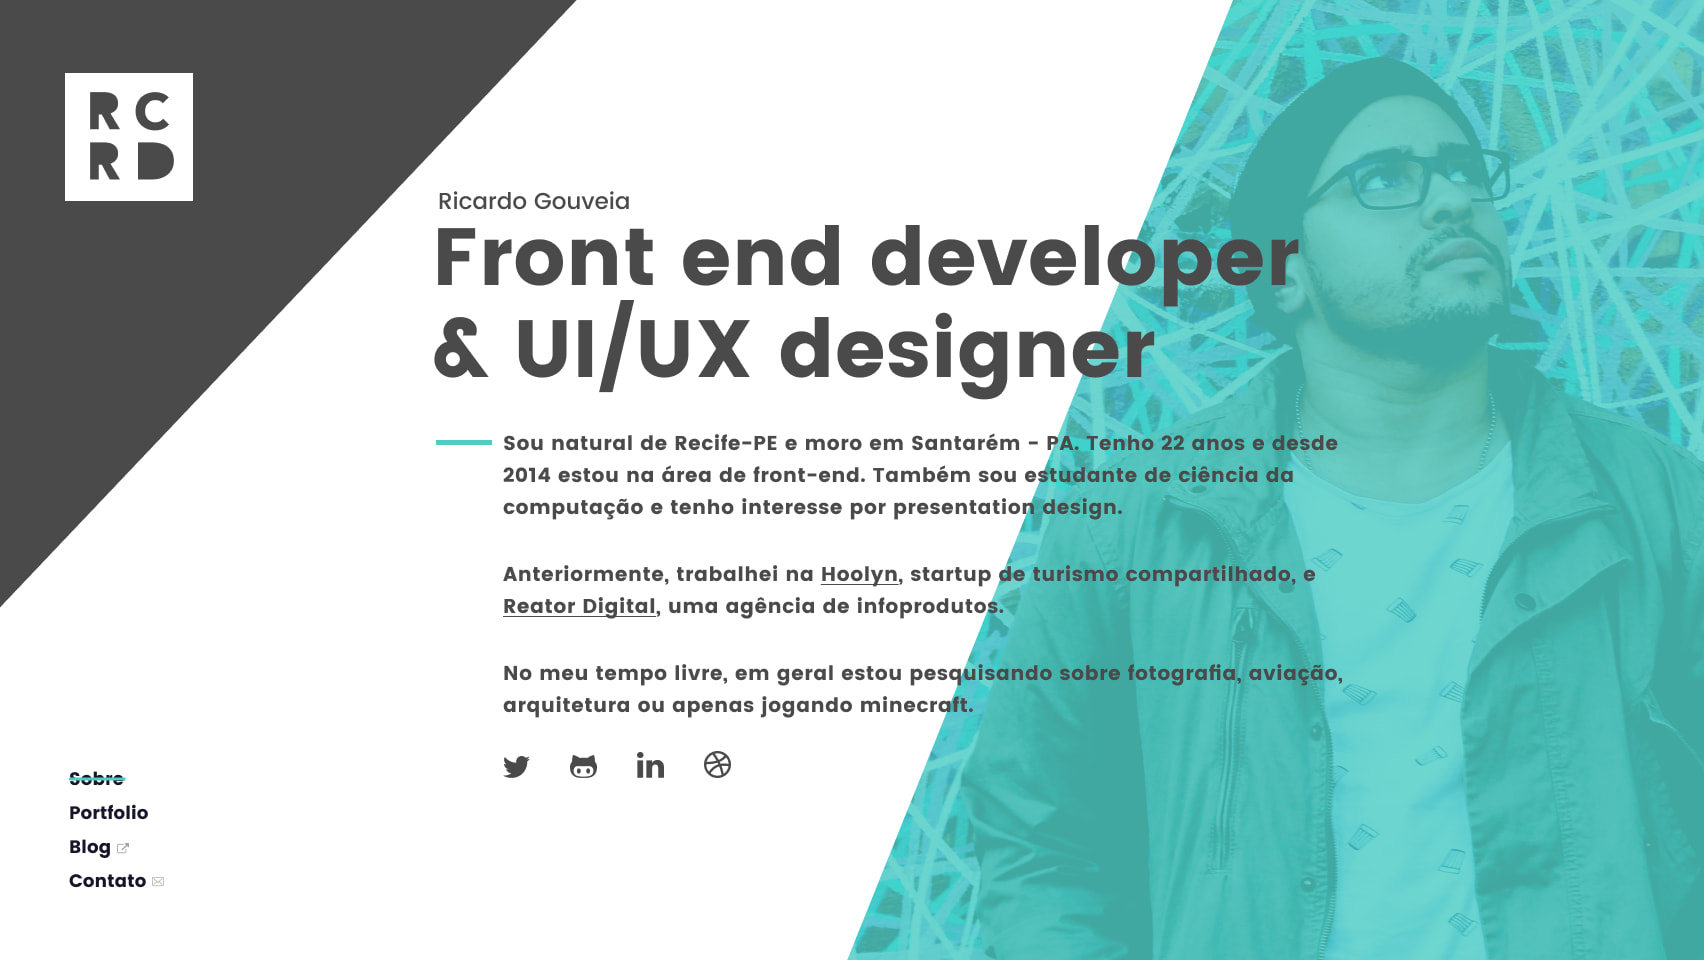 RC
RD
Ricardo Gouveia
Front end developer
& UI/UX designer
Sou natural de Recife-PE e moro em Santarém - PA. Tenho 22 anos e desde
2014 estou na área de front-end. Também sou estudante de ciência da
computação e tenho interesse por presentation design.
Anteriormente, trabalhei na Hoolyn, startup de turismo compartilhado, e
Reator Digital, uma agência de infoprodutos.
No meu tempo livre, em geral estou pesquisando sobre fotografia, aviação,
arquitetura ou apenas jogando minecraft.
in
Sobre
Portfolio
Blog
Contato